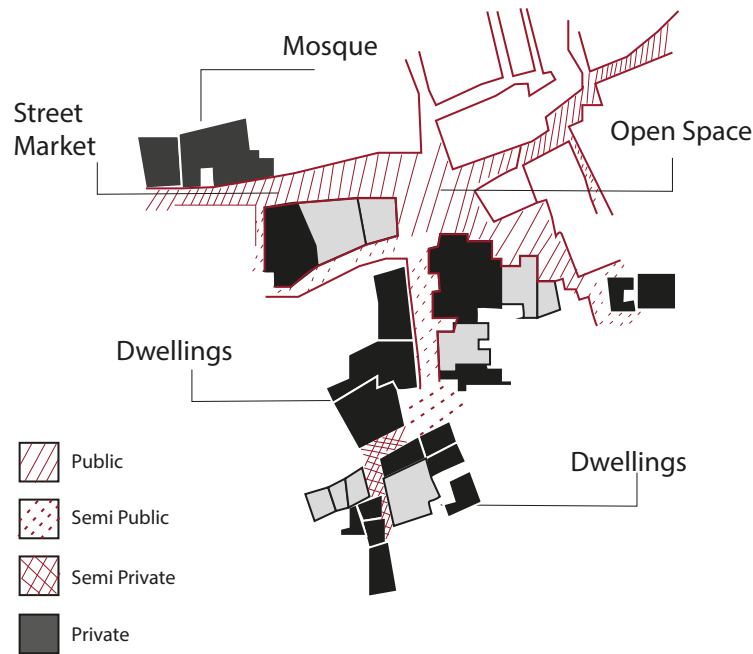 Mosque
Street
Market
Open Space
Dwellings
Dwellings
Public
Semi Public
Semi Private
Private